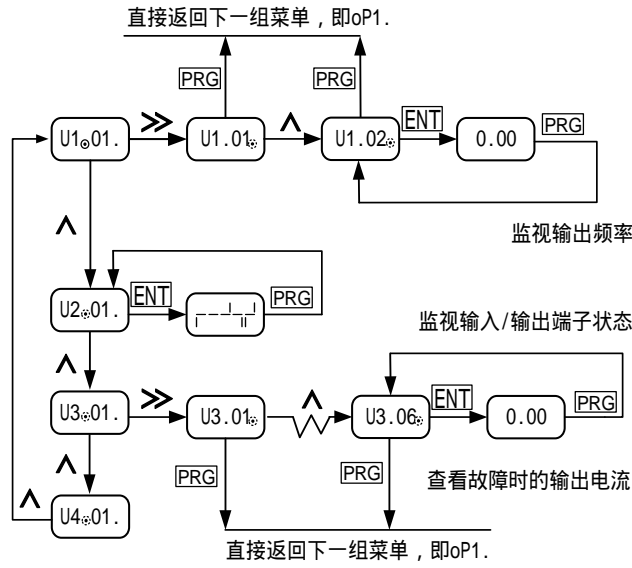 直接返回下一组菜单，即oP1.
PRG PRG
U1.01. U1.01. U1.02. ENT 0.00 PRG
监视输出频率
U2.01. ENT PRG
监视输入/输出端子状态
U3.01. U3.01. U3.06. ENT 0.00 PRG
PRG PRG
查看故障时的输出电流
U4.01.
直接返回下一组菜单，即oP1.